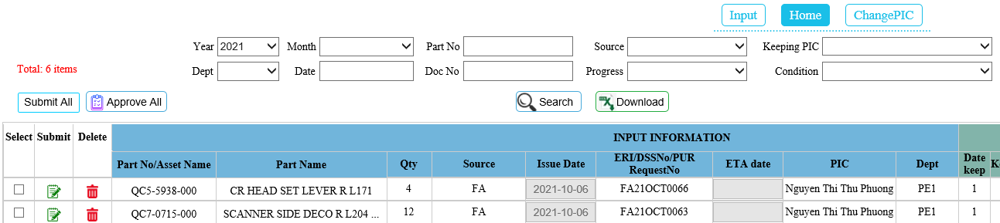 Input Home ChangePIC
Year 2021 Month Part No Source Keeping PIC
Total: 6 items
Dept Date Doc No Progress Condition
Submit All Approve All Search Download
Select Submit Delete INPUT INFORMATION
Part No/Asset Name Part Name Qty Source Issue Date ERI/DSSNo/PUR RequestNo ETA date PIC Dept Date keep
QC5-5938-000 CR HEAD SET LEVER R L171 4 FA 2021-10-06 FA21OCT0066 Nguyen Thi Thu Phuong PE1 1
QC7-0715-000 SCANNER SIDE DECO R L204 ... 12 FA 2021-10-06 FA21OCT0063 Nguyen Thi Thu Phuong PE1 1